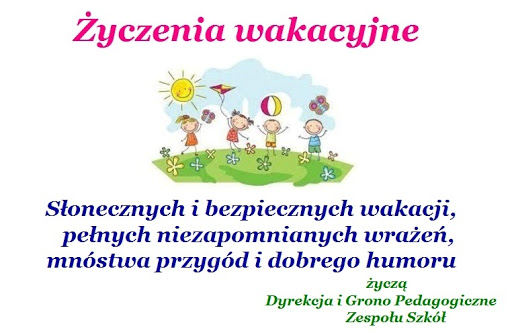 Życzenia wakacyjne
Słonecznych i bezpiecznych wakacji,
pełnych niezapomnianych wrażeń,
mnóstwa przygód i dobrego humoru
życzą
Dyrekcja i Grono Pedagogiczne
Zespołu Szkół